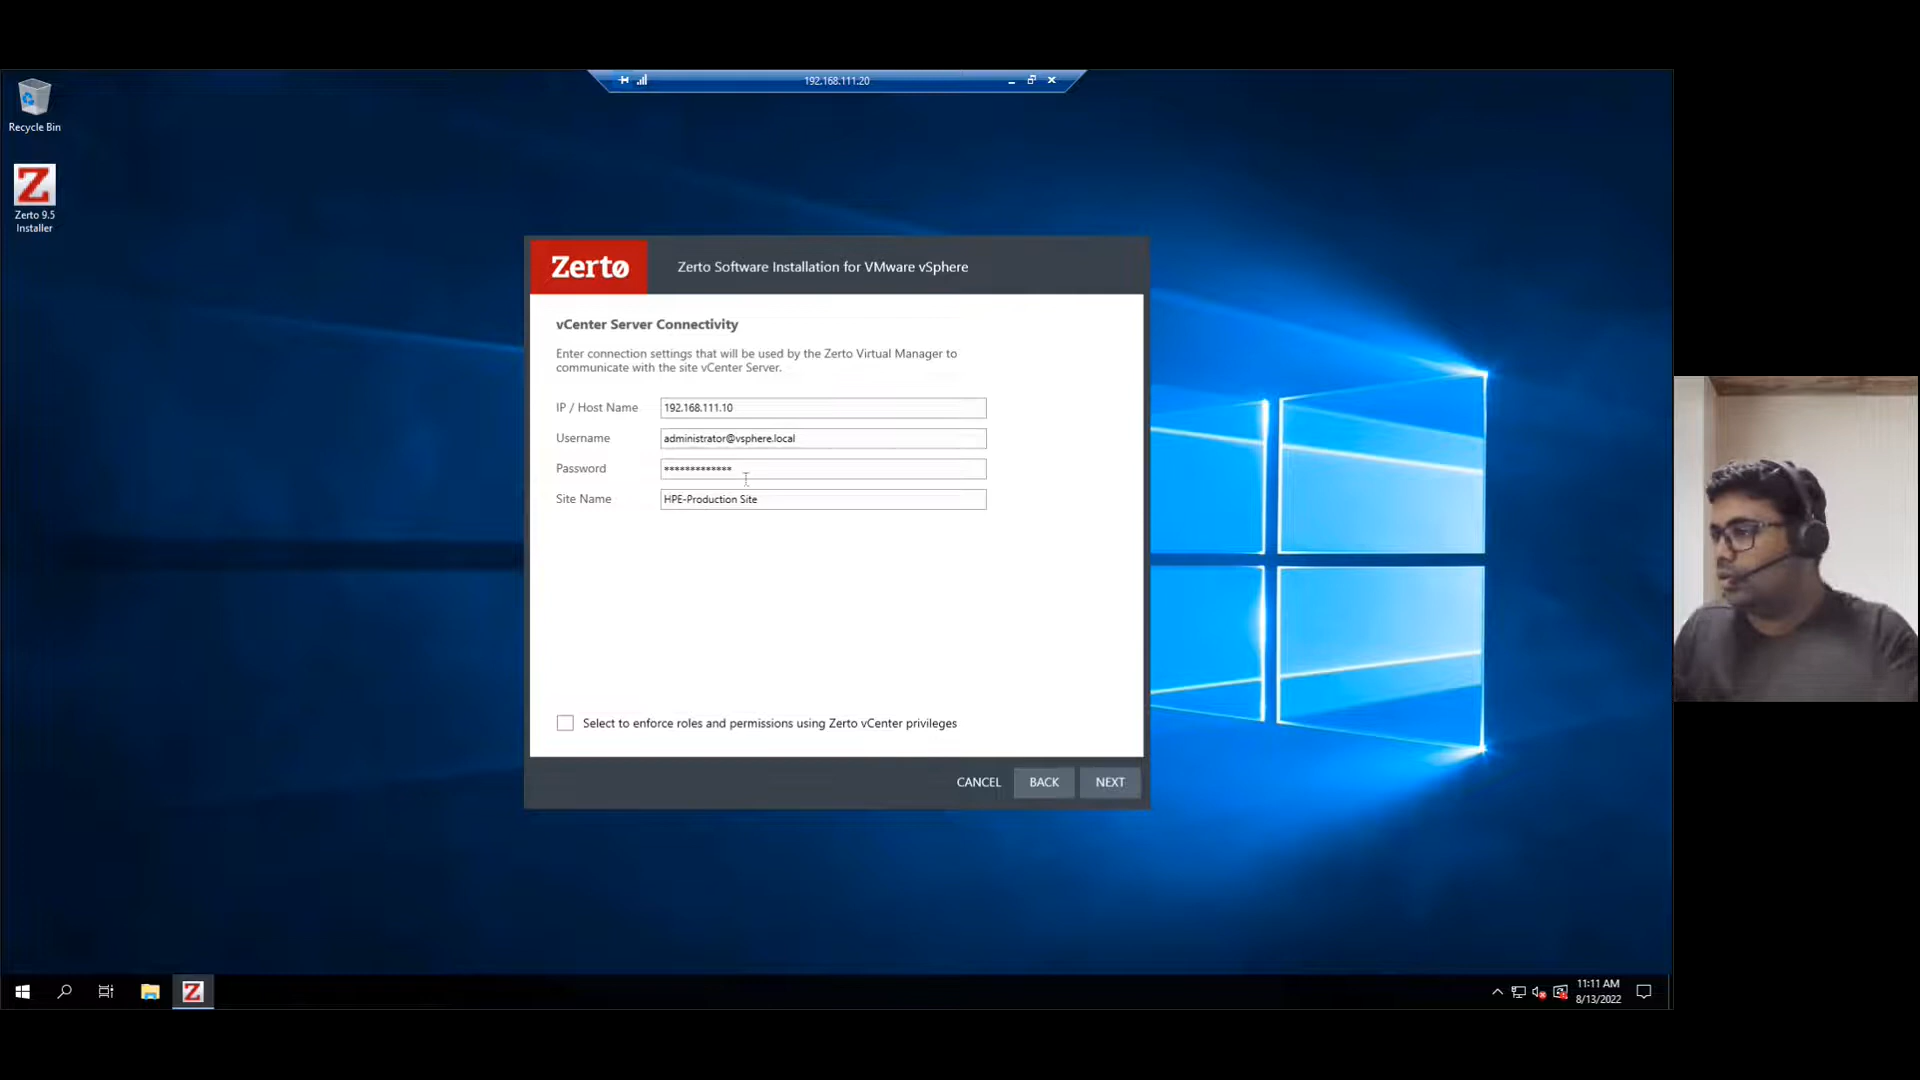 192.168.111.20
Recycle Bin
Z
Zerto 9.5
Installer
Zerto
Zerto Software Installation for VMware vSphere
vCenter Server Connectivity
Enter connection settings that will be used by the Zerto Virtual Manager to
communicate with the site vCenter Server.
IP / Host Name 192.168.111.10
Username administrator@vsphere.local
Password *************
Site Name HPE-Production Site
Select to enforce roles and permissions using Zerto vCenter privileges
CANCEL BACK NEXT
Z
11:11 AM
8/13/2022